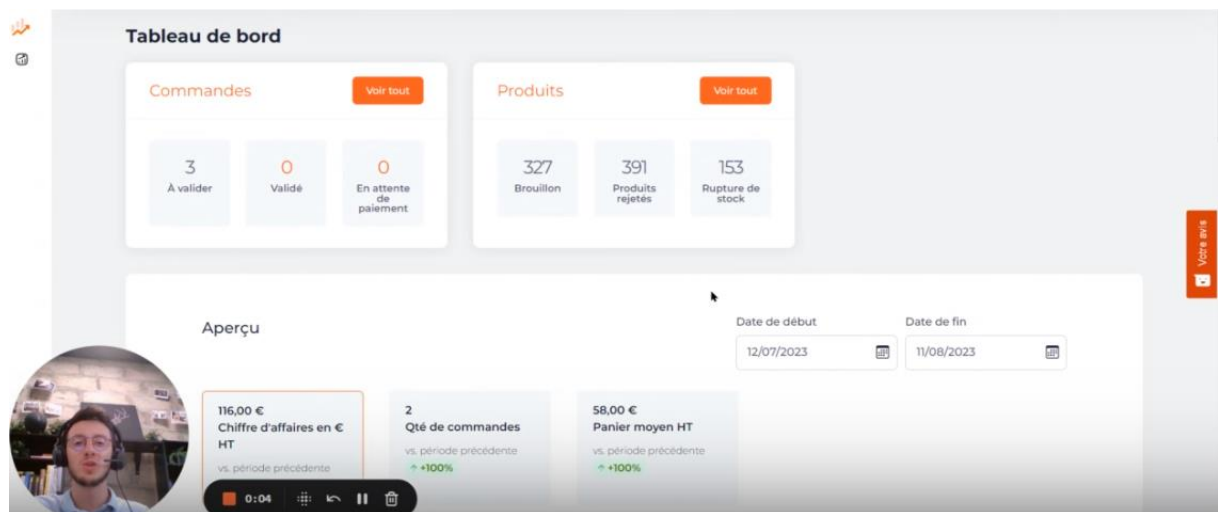 Tableau de bord
Commandes
Voir tout
3
À valider
0
Validé
0
En attente
de
paiement
Produits
Voir tout
327
Brouillon
391
Produits
rejetés
153
Rupture de
stock
Votre avis
Aperçu
Date de début
12/07/2023
Date de fin
11/08/2023
116,00 €
Chiffre d'affaires en €
HT
vs. période précédente
2
Qté de commandes
vs. période précédente
+100%
58,00 €
Panier moyen HT
vs. période précédente
+100%
0:04